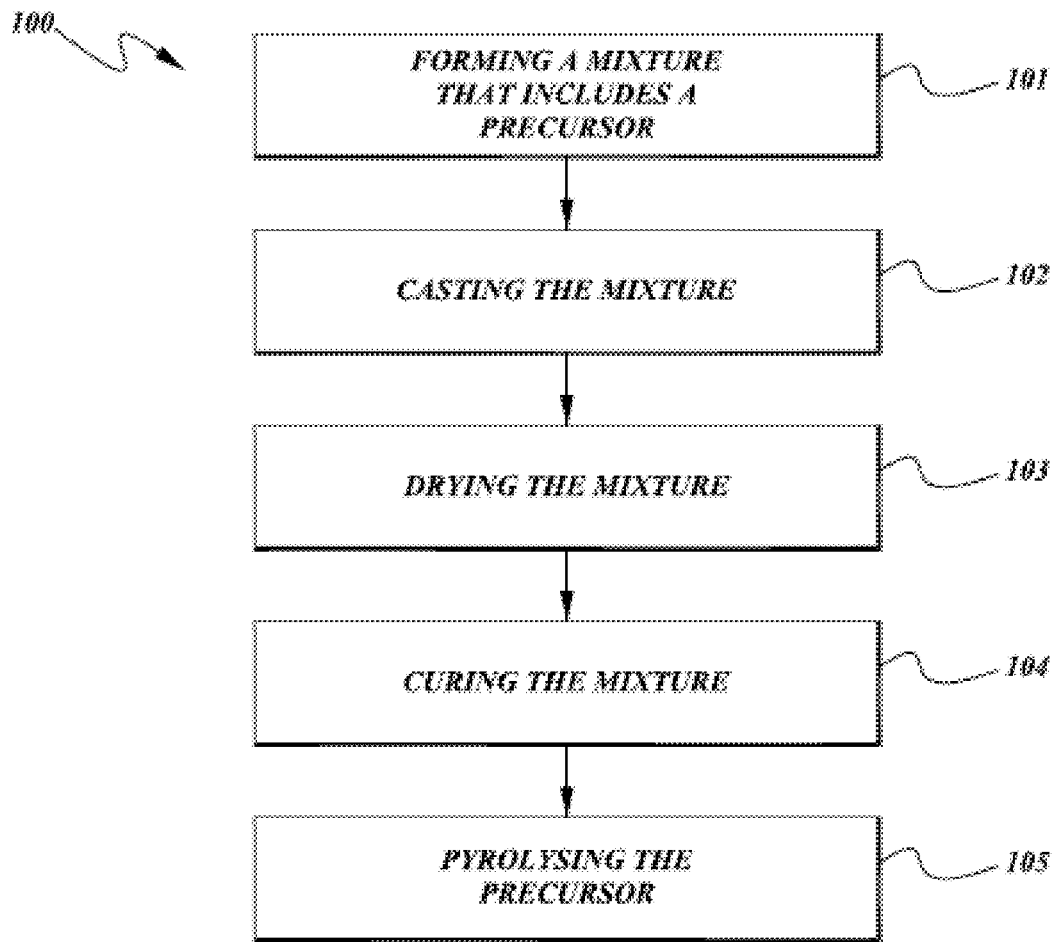 100
FORMING A MIXTURE
THAT INCLUDES A
PRECURSOR
101
CASTING THE MIXTURE
102
DRYING THE MIXTURE
103
CURING THE MIXTURE
104
PYROLYSING THE
PRECURSOR
105